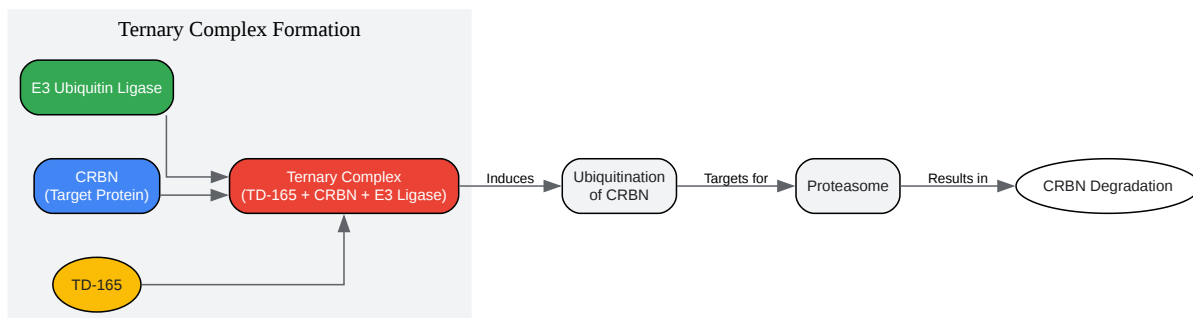 Ternary Complex Formation
E3 Ubiquitin Ligase
CRBN
(Target Protein)
Ternary Complex
(TD-165 + CRBN + E3 Ligase)
Induces
Ubiquitination
of CRBN
Targets for
Proteasome
Results in
CRBN Degradation
TD-165